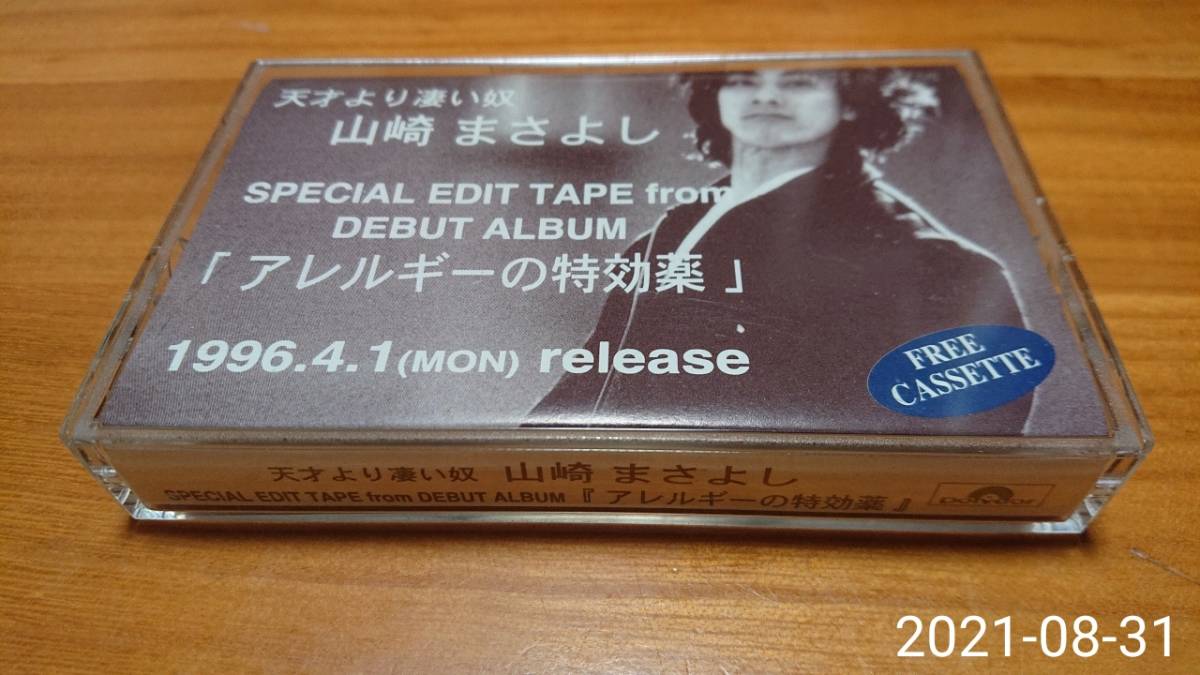 天才より凄い奴
山崎 まさよし
SPECIAL EDIT TAPE from
DEBUT ALBUM
「アレルギーの特効薬 」
1996.4.1(MON) release
FREE
CASSETTE
天才より凄い奴 山崎 まさよし
SPECIAL EDIT TAPE from DEBUT ALBUM『 アレルギーの特効薬 』
Polydor
2021-08-31